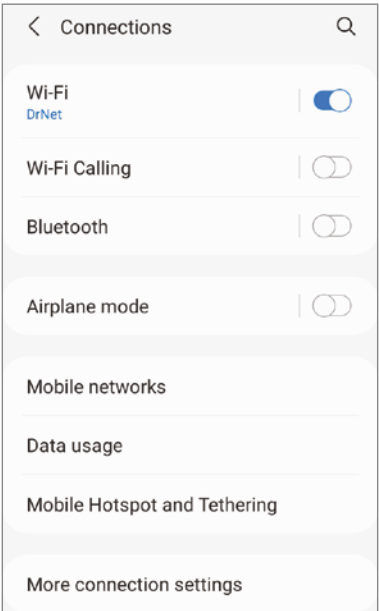 Connections
Wi-Fi
DrNet
Wi-Fi Calling
Bluetooth
Airplane mode
Mobile networks
Data usage
Mobile Hotspot and Tethering
More connection settings